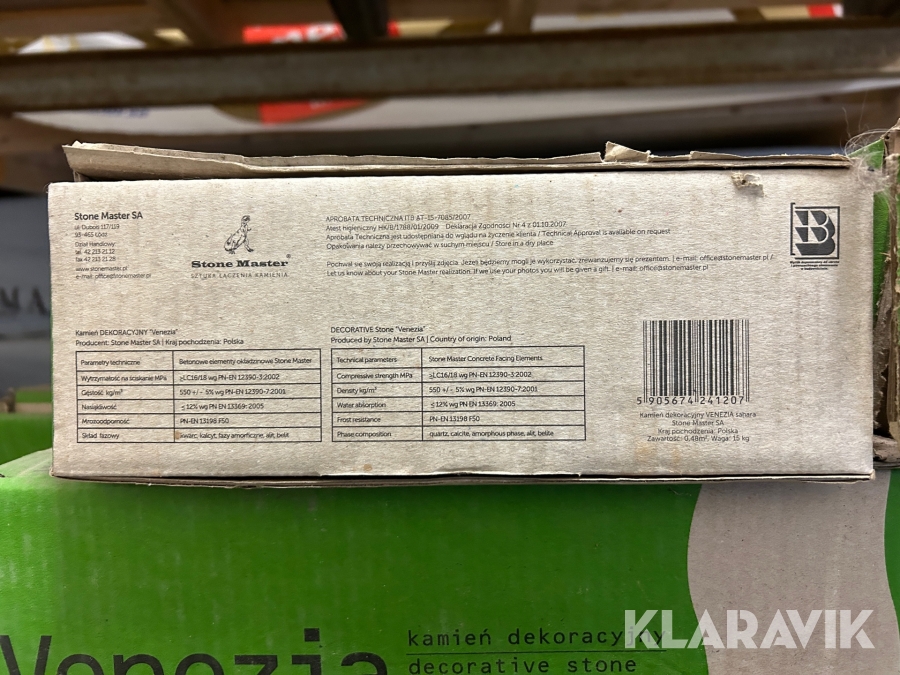 Stone Master SA
ul. Dubois 117/119
93-465 Łódź
Dział Handlowy:
tel. 42 213 21 12
fax 42 213 21 28
www.stonemaster.pl
e-mail: office@stonemaster.pl
Stone Master®
SZTUKA ŁĄCZENIA KAMIENIA
APROBATA TECHNICZNA ITB AT-15-7085/2007
Atest higieniczny HK/B/1788/01/2009 Deklaracja Zgodności Nr 4 z 01.10.2007
Aprobata Techniczna jest udostępniana do wglądu na życzenie klienta / Technical Approval is available on request
Opakowania należy przechowywać w suchym miejscu / Store in a dry place
Pochwal się swoją realizacją i przyślij zdjęcia. Jeżeli będziemy mogli je wykorzystać, zrewanżujemy się prezentem. | e-mail: office@stonemaster.pl /
Let us know about your Stone Master realization. If we use your photos you will be given a gift. | e-mail: office@stonemaster.pl
B
Kamień DEKORACYJNY "Venezia"
Producent: Stone Master SA | Kraj pochodzenia: Polska
Parametry techniczne Betonowe elementy okładzinowe Stone Master
Wytrzymałość na ściskanie MPa ≥LC16/18 wg PN-EN 12390-3:2002
Gęstość kg/m³ 550 +/- 5% wg PN-EN 12390-7:2001
Nasiąkliwość ≤ 12% wg PN-EN 13369: 2005
Mrozoodporność PN-EN 13198 F50
Skład fazowy kwarc, kalcyt, fazy amorficzne, alit, belit
DECORATIVE Stone "Venezia"
Produced by Stone Master SA | Country of origin: Poland
Technical parameters Stone Master Concrete Facing Elements
Compressive strength MPa ≥LC16/18 wg PN-EN 12390-3:2002
Density kg/m³ 550 +/- 5% wg PN-EN 12390-7:2001
Water absorption ≤ 12% wg PN-EN 13369: 2005
Frost resistance PN-EN 13198 F50
Phase composition quartz, calcite, amorphous phase, alit, belite
5 905674 241207
Kamień dekoracyjny VENEZIA sahara
Stone Master SA
Kraj pochodzenia: Polska
Zawartość: 0,48m², Waga: 15 kg
Venezia
kamień dekoracyjny
decorative stone
KLARAVIK